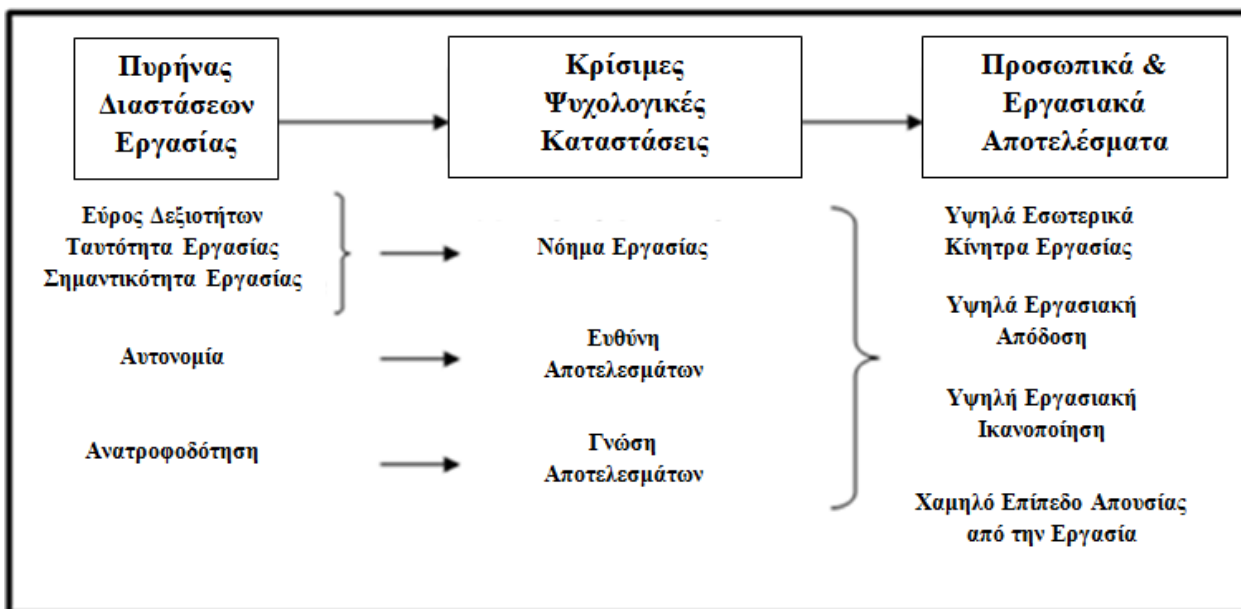 Πυρήνας
Διαστάσεων
Εργασίας
Κρίσιμες
Ψυχολογικές
Καταστάσεις
Προσωπικά &
Εργασιακά
Αποτελέσματα
Εύρος Δεξιοτήτων
Ταυτότητα Εργασίας
Σημαντικότητα Εργασίας
Νόημα Εργασίας
Υψηλά Εσωτερικά
Κίνητρα Εργασίας
Αυτονομία
Ευθύνη
Αποτελεσμάτων
Υψηλά Εργασιακή
Απόδοση
Ανατροφοδότηση
Γνώση
Αποτελεσμάτων
Υψηλή Εργασιακή
Ικανοποίηση
Χαμηλό Επίπεδο Απουσίας
από την Εργασία